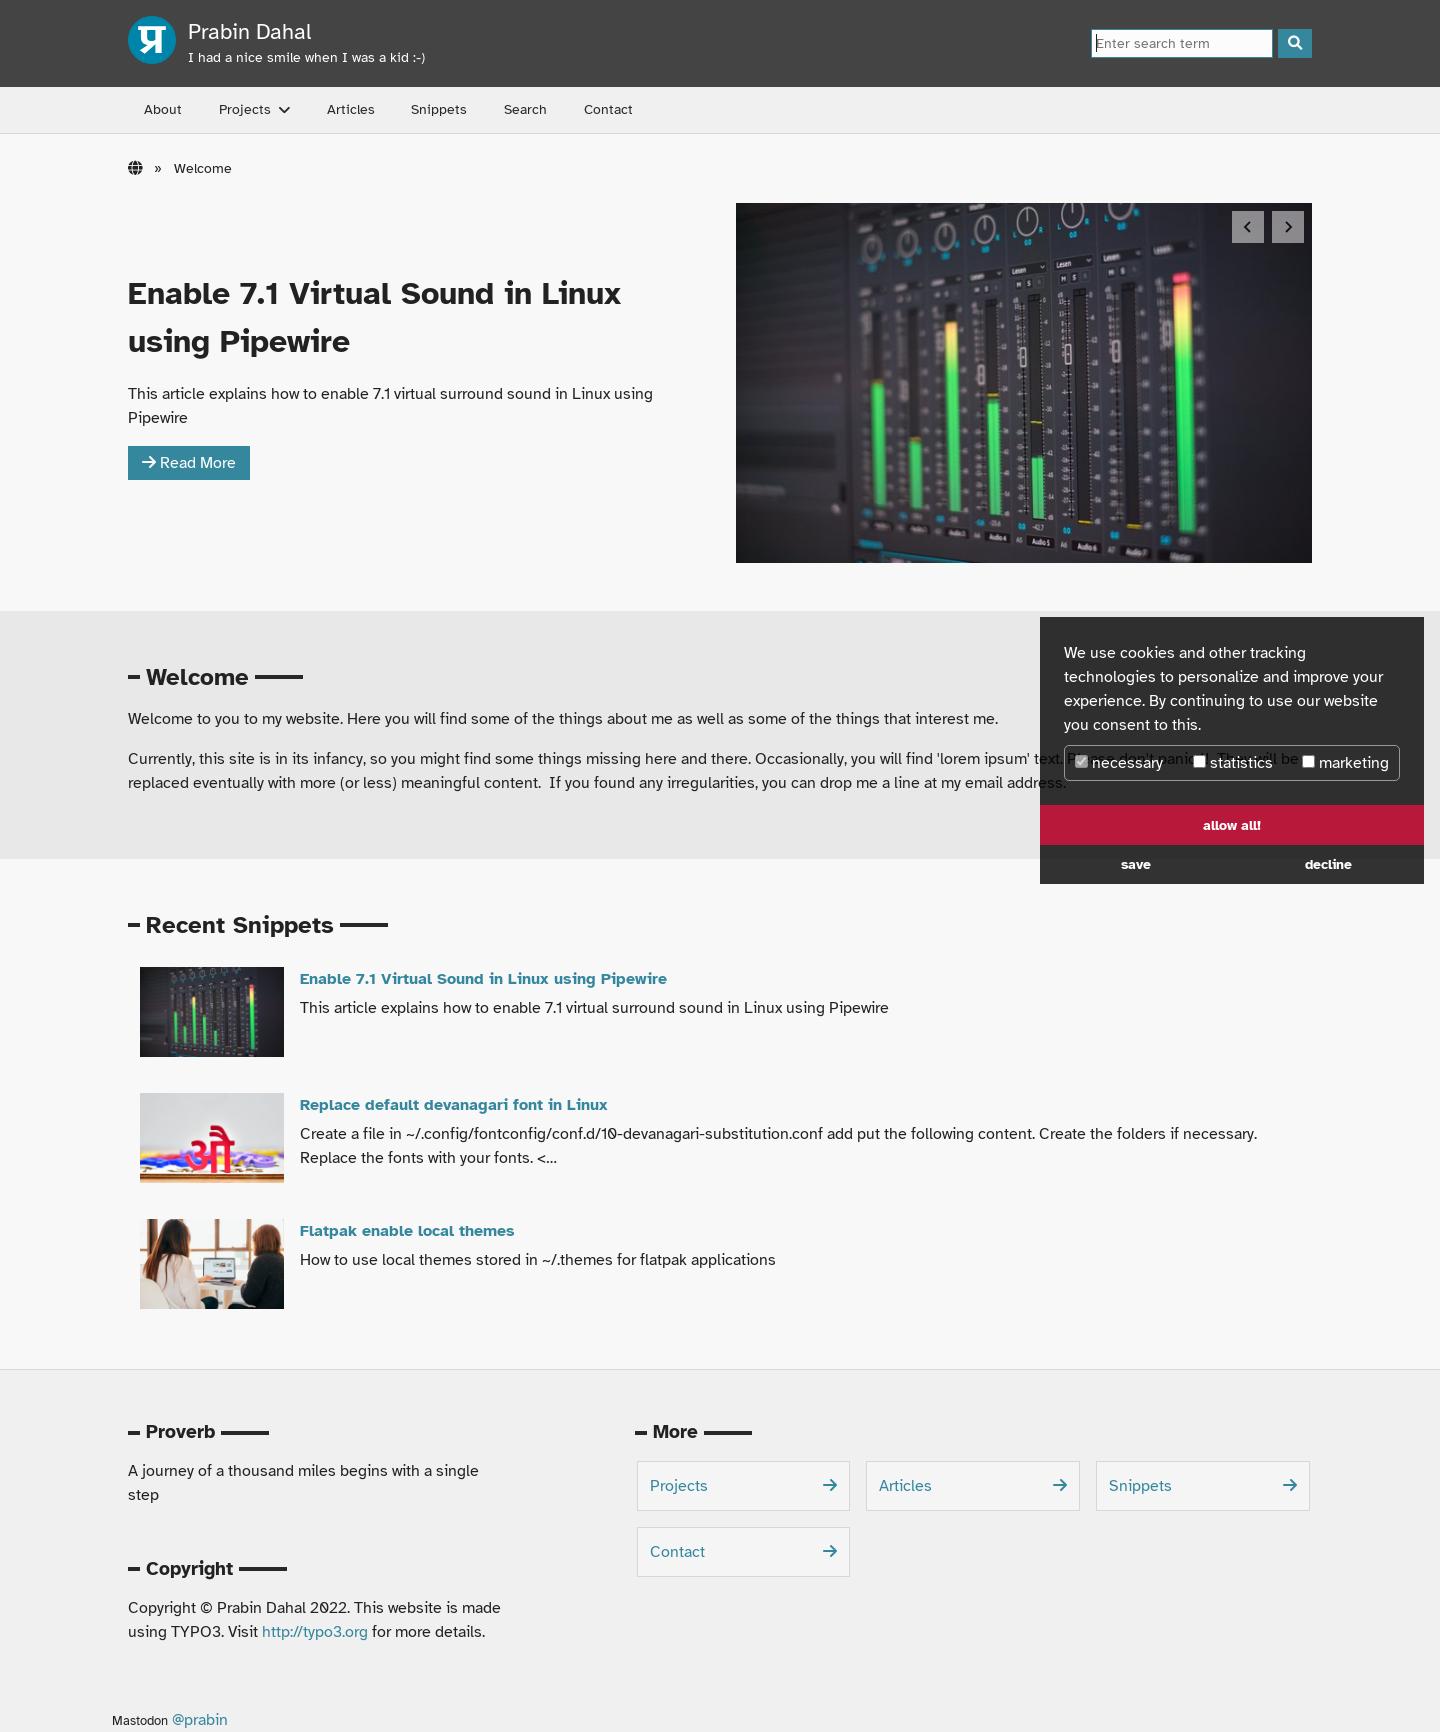 प्र
Prabin Dahal
I had a nice smile when I was a kid :-)
Enter search term
About
Projects
Articles
Snippets
Search
Contact
» Welcome
Enable 7.1 Virtual Sound in Linux
using Pipewire
This article explains how to enable 7.1 virtual surround sound in Linux using
Pipewire
Read More
Welcome
Welcome to you to my website. Here you will find some of the things about me as well as some of the things that interest me.
Currently, this site is in its infancy, so you might find some things missing here and there. Occasionally, you will find 'lorem ipsum' text. be
replaced eventually with more (or less) meaningful content.  If you found any irregularities, you can drop me a line at my email address.
We use cookies and other tracking
technologies to personalize and improve your
experience. By continuing to use our website
you consent to this.
necessary
statistics
marketing
allow all!
save
decline
Recent Snippets
Enable 7.1 Virtual Sound in Linux using Pipewire
This article explains how to enable 7.1 virtual surround sound in Linux using Pipewire
औ
Replace default devanagari font in Linux
Create a file in ~/.config/fontconfig/conf.d/10-devanagari-substitution.conf add put the following content. Create the folders if necessary.
Replace the fonts with your fonts. <...
Flatpak enable local themes
How to use local themes stored in ~/.themes for flatpak applications
Proverb
A journey of a thousand miles begins with a single
step
Copyright
Copyright © Prabin Dahal 2022. This website is made
using TYPO3. Visit http://typo3.org for more details.
More
Projects
Articles
Snippets
Contact
Mastodon @prabin